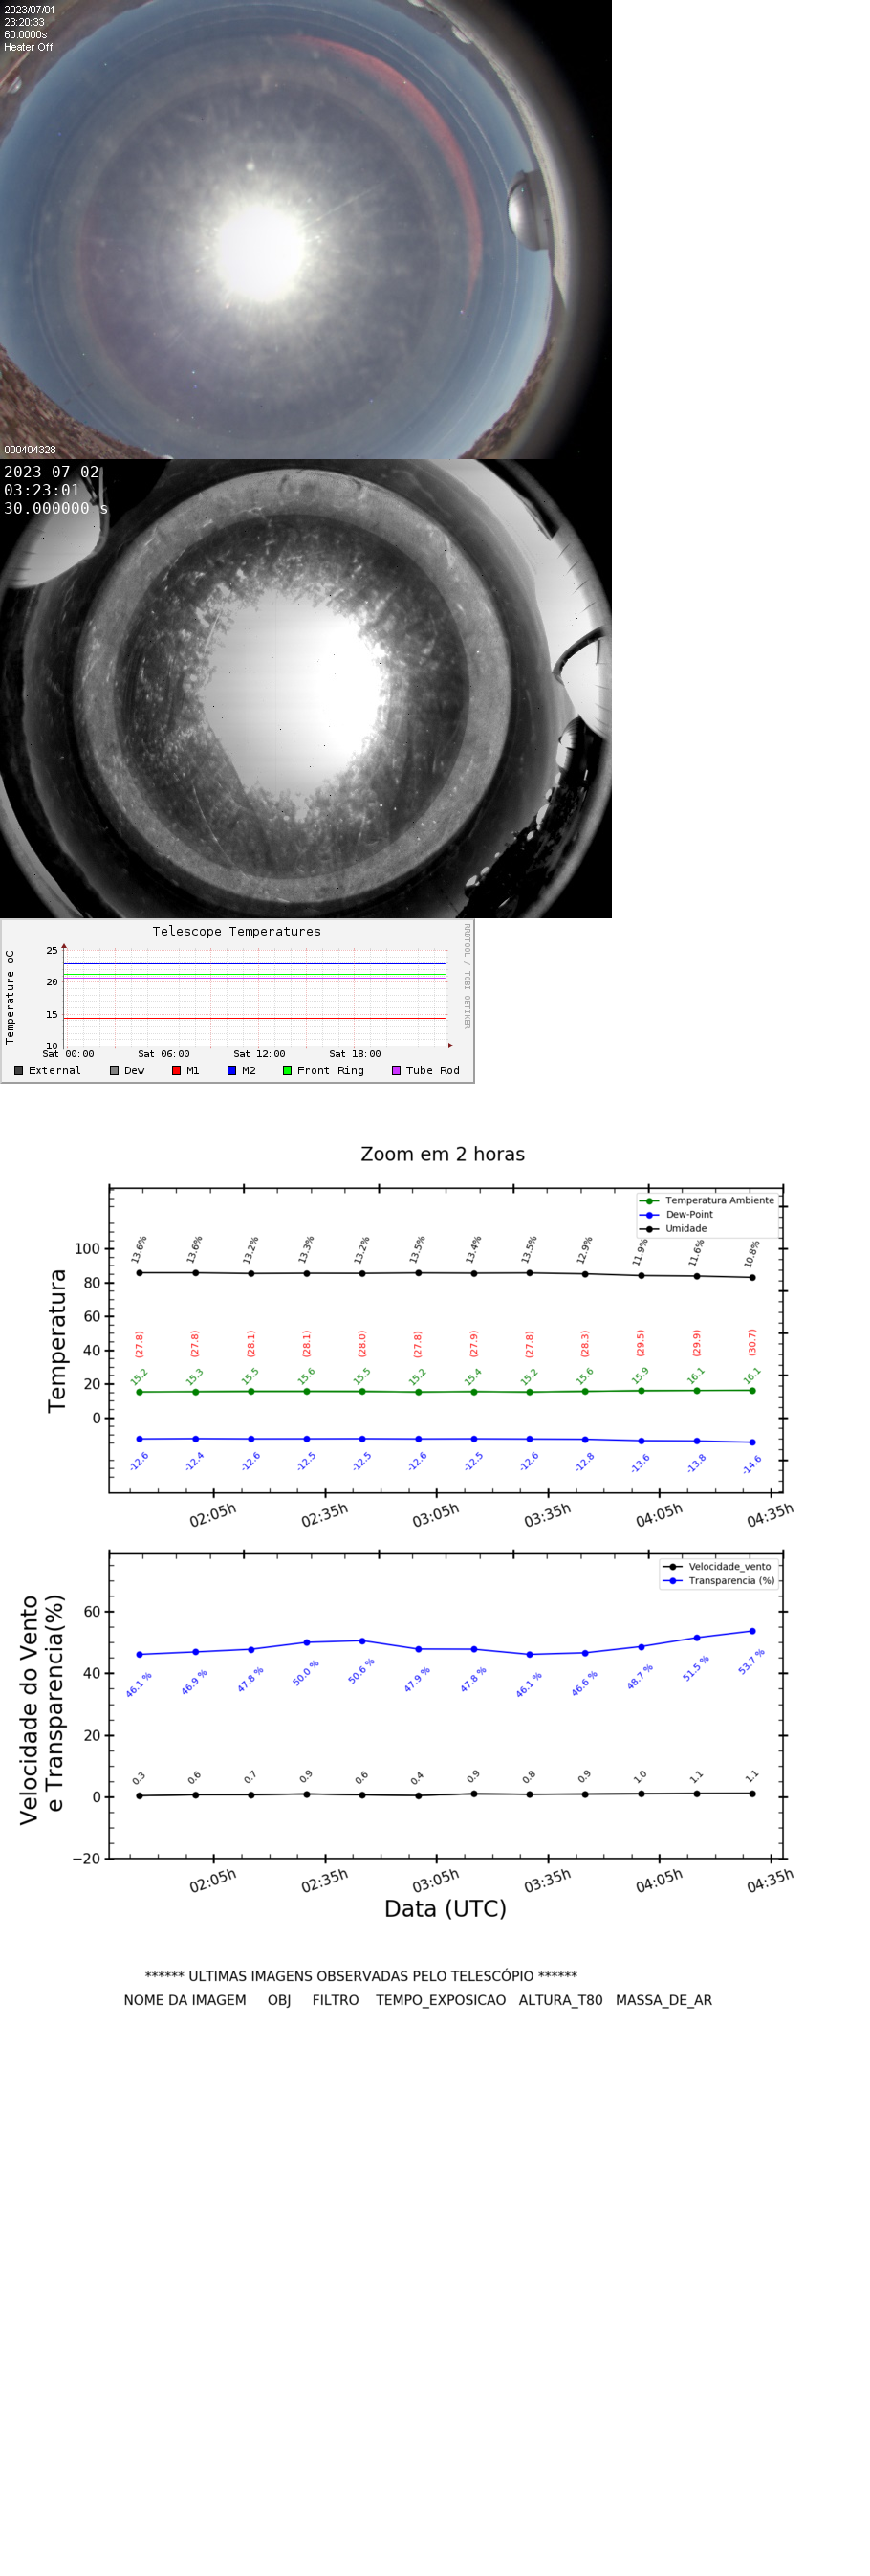 2023/07/01
23:20:33
60.0000s
Heater Off
000404328
2023-07-02
03:23:01
30.000000 s
Telescope Temperatures
RRDTOOL / TOBI OETIKER
Temperature oC
25
20
15
10
Sat 00:00 Sat 06:00 Sat 12:00 Sat 18:00
External Dew M1 M2 Front Ring Tube Rod
Zoom em 2 horas
Temperatura Ambiente
Dew-Point
Umidade
Temperatura
100
80
60
40
20
0
13.6% 13.6% 13.2% 13.3% 13.2% 13.5% 13.4% 13.5% 12.9% 11.9% 11.6% 10.8%
(27.8) (27.8) (28.1) (28.1) (28.0) (27.8) (27.9) (27.8) (28.3) (29.5) (29.9) (30.7)
15.2 15.3 15.5 15.6 15.5 15.2 15.4 15.2 15.6 15.9 16.1 16.1
-12.6 -12.4 -12.6 -12.5 -12.5 -12.6 -12.5 -12.6 -12.8 -13.6 -13.8 -14.6
02:05h 02:35h 03:05h 03:35h 04:05h 04:35h
Velocidade_vento
Transparencia (%)
Velocidade do Vento
e Transparencia(%)
60
40
20
0
−20
46.1 % 46.9 % 47.8 % 50.0 % 50.6 % 47.9 % 47.8 % 46.1 % 46.6 % 48.7 % 51.5 % 53.7 %
0.3 0.6 0.7 0.9 0.6 0.4 0.9 0.8 0.9 1.0 1.1 1.1
02:05h 02:35h 03:05h 03:35h 04:05h 04:35h
Data (UTC)
****** ULTIMAS IMAGENS OBSERVADAS PELO TELESCÓPIO ******
NOME DA IMAGEM OBJ FILTRO TEMPO_EXPOSICAO ALTURA_T80 MASSA_DE_AR